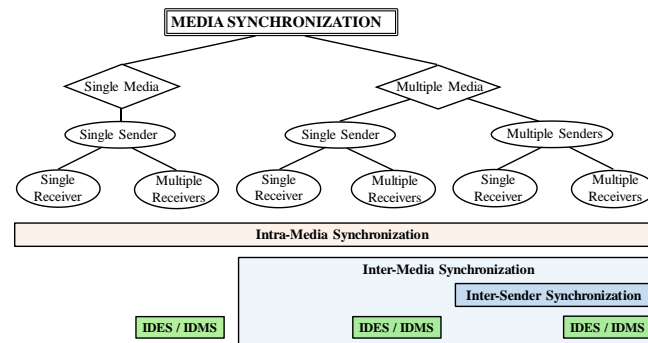 MEDIA SYNCHRONIZATION
Single Media
Multiple Media
Single Sender
Single Sender
Multiple Senders
Single
Receiver
Multiple
Receivers
Single
Receiver
Multiple
Receivers
Single
Receiver
Multiple
Receivers
Intra-Media Synchronization
Inter-Media Synchronization
Inter-Sender Synchronization
IDES / IDMS
IDES / IDMS
IDES / IDMS